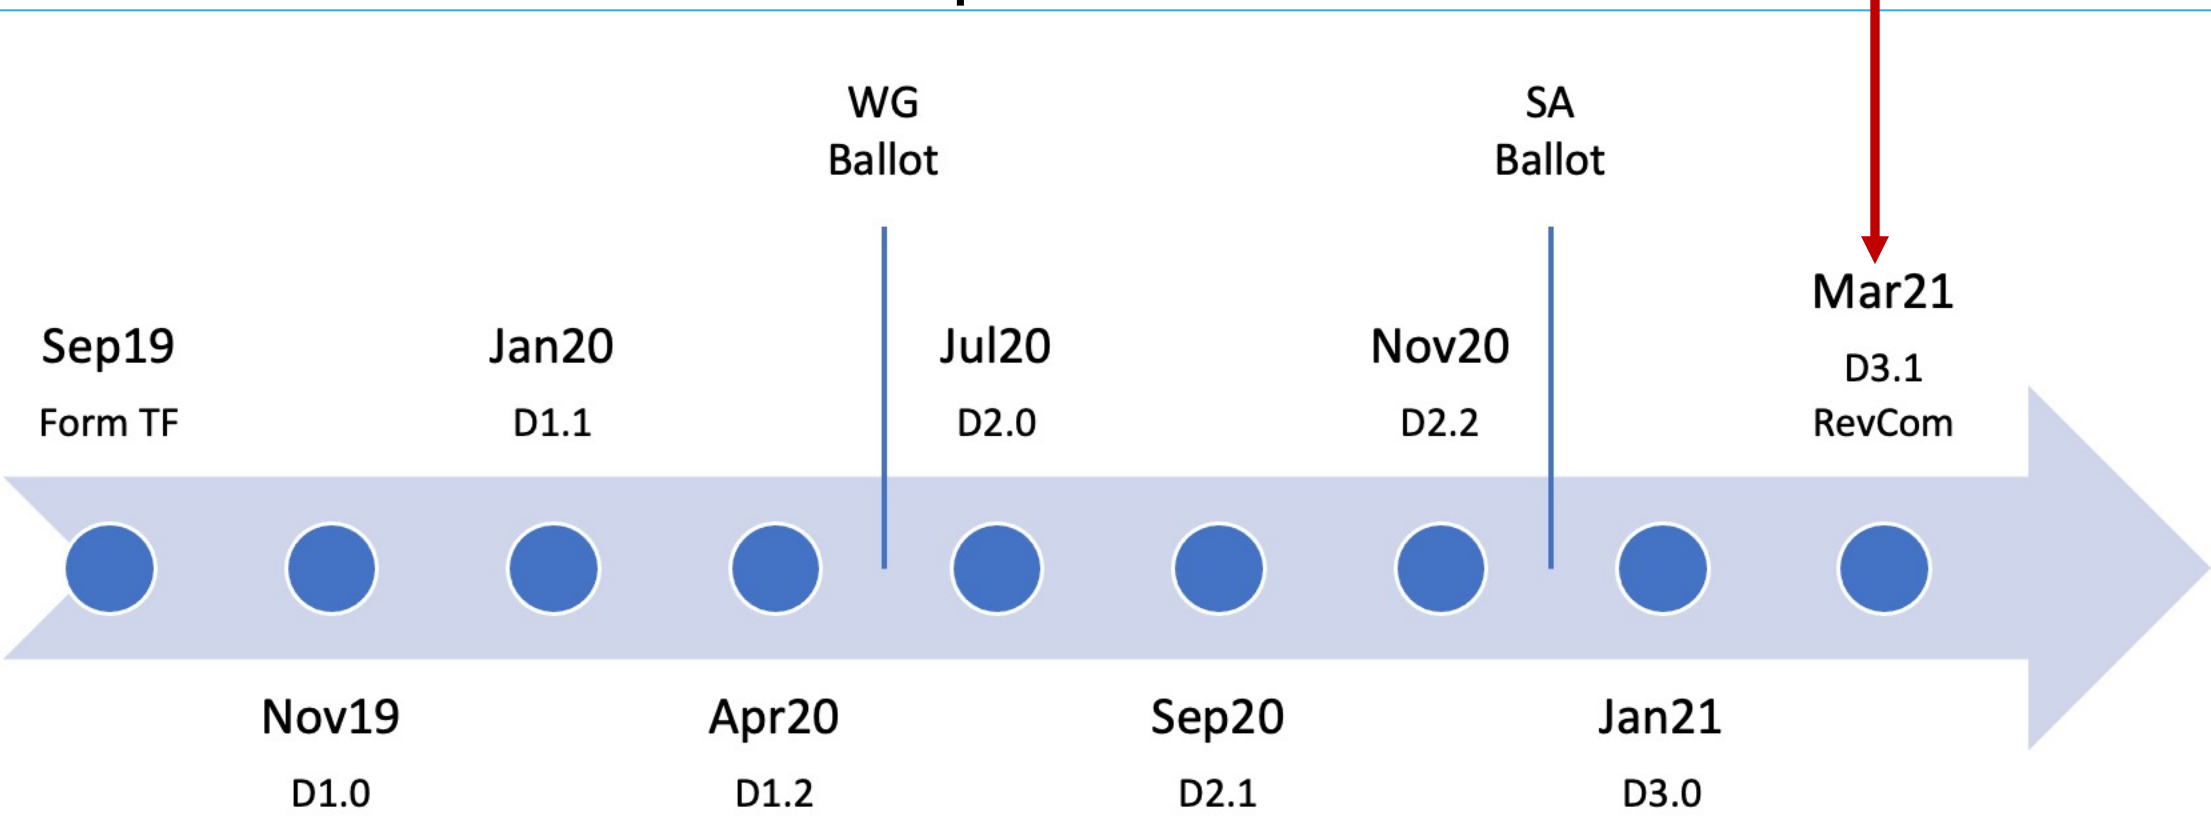 WG
Ballot
SA
Ballot
Mar21
D3.1
RevCom
Sep19
Form TF
Jan20
D1.1
Jul20
D2.0
Nov20
D2.2
Nov19
D1.0
Apr20
D1.2
Sep20
D2.1
Jan21
D3.0